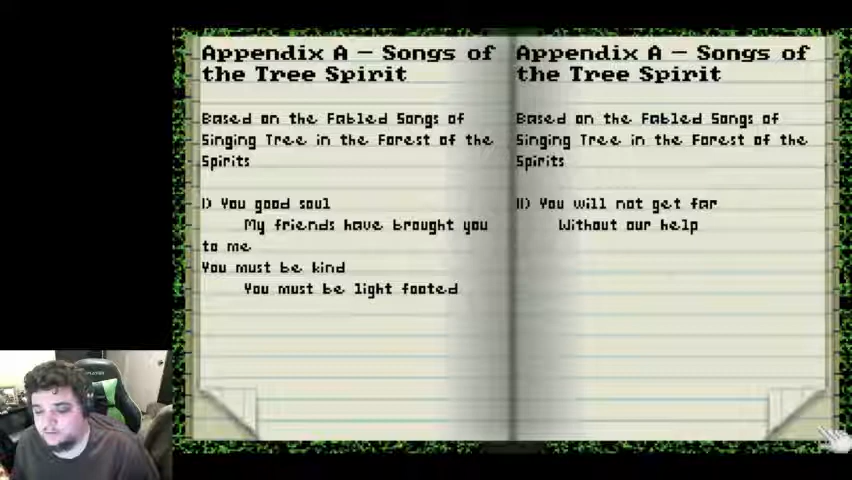 Appendix A – Songs of
the Tree Spirit
Based on the Fabled Songs of
Singing Tree in the Forest of the
Spirits
I) You good soul
My friends have brought you
to me
You must be kind
You must be light footed
Appendix A – Songs of
the Tree Spirit
Based on the Fabled Songs of
Singing Tree in the Forest of the
Spirits
II) You will not get far
Without our help